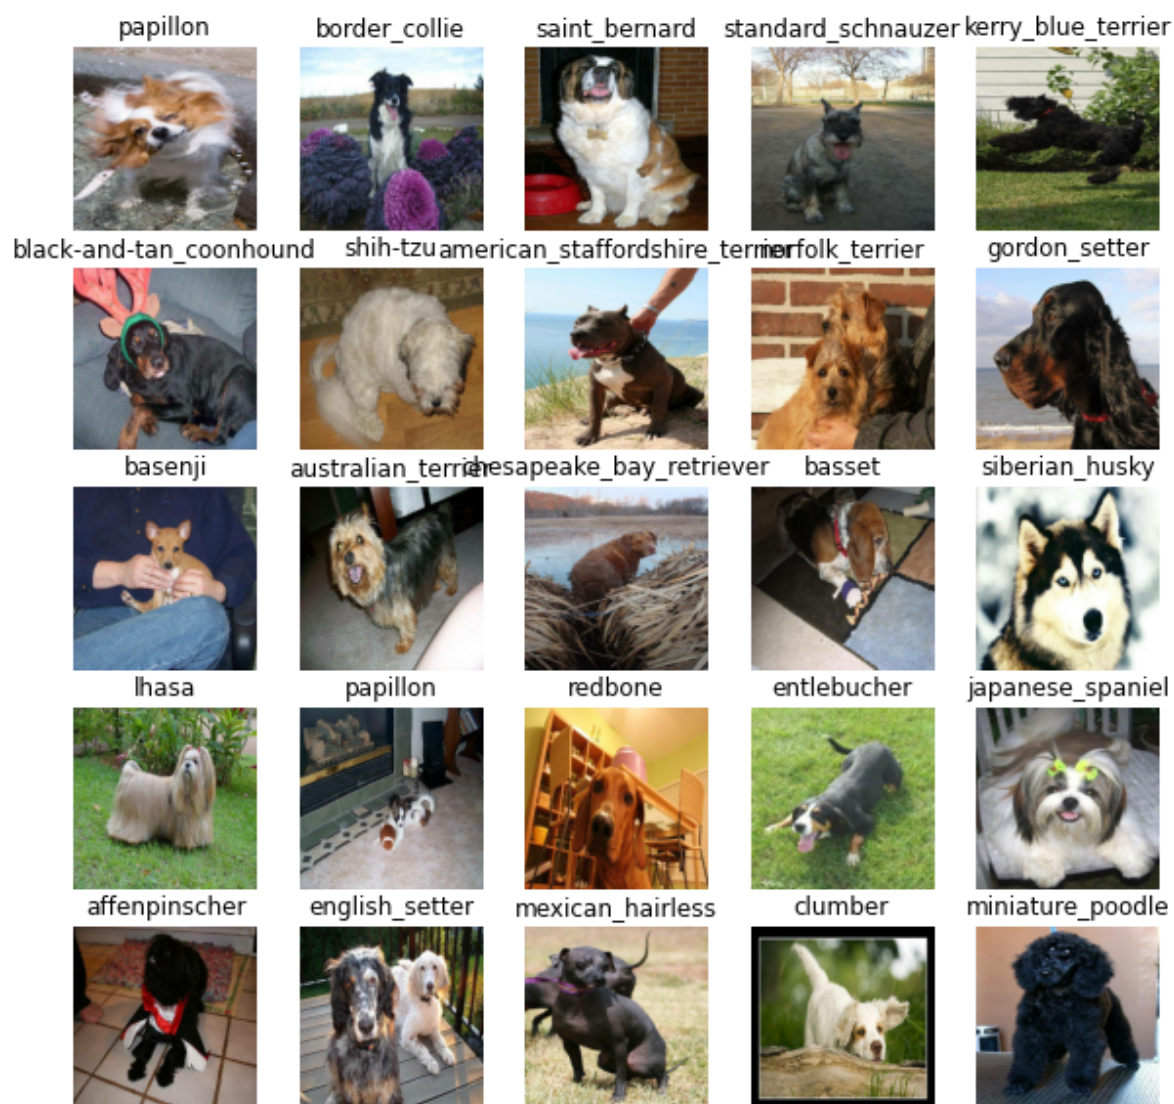 papillon border_collie saint_bernard standard_schnauzer kerry_blue_terrier
black-and-tan_coonhound shih-tzu american_staffordshire_terrier norfolk_terrier gordon_setter
basenji australian_terrier chesapeake_bay_retriever basset siberian_husky
lhasa papillon redbone entlebucher japanese_spaniel
affenpinscher english_setter mexican_hairless clumber miniature_poodle